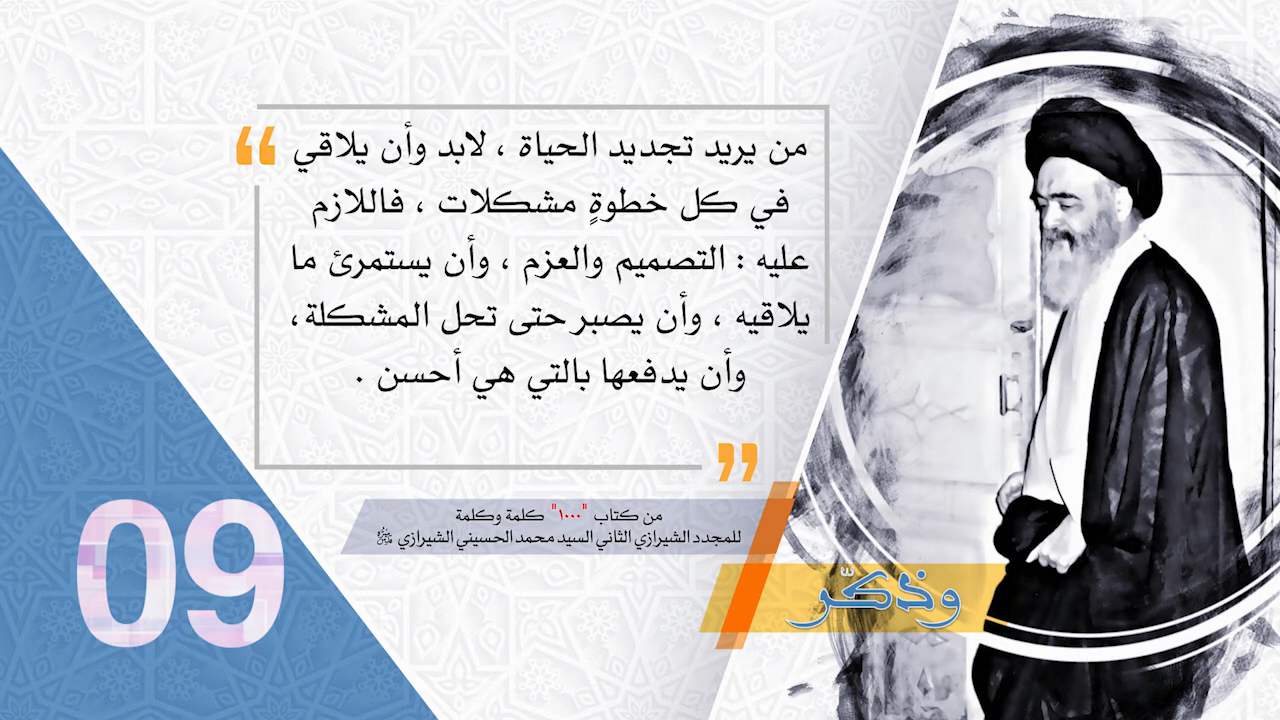 من يريد تجديد الحياة ، لابد وأن يلاقي
في كل خطوةٍ مشكلات ، فاللازم
عليه : التصميم والعزم ، وأن يستمرئ ما
يلاقيه ، وأن يصبر حتى تحل المشكلة،
وأن يدفعها بالتي هي أحسن .
من كتاب "١٠٠٠" كلمة وكلمة
للمجدد الشيرازي الثاني السيد محمد الحسيني الشيرازي
وذكّر
09